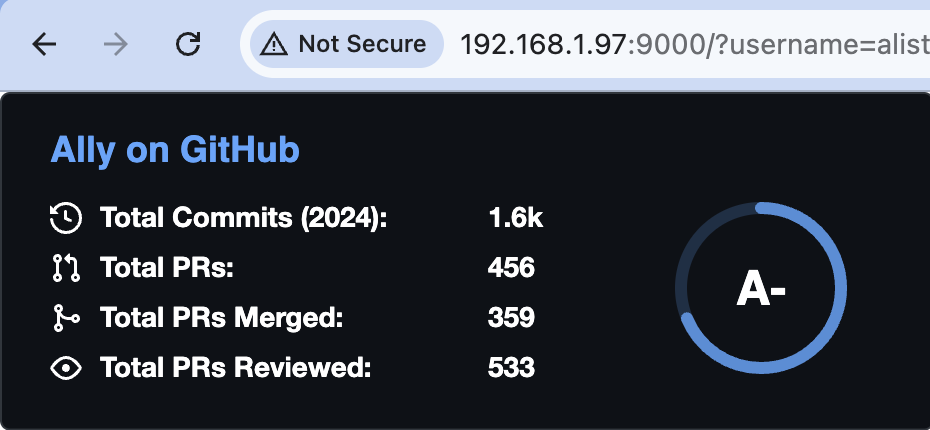 Not Secure 192.168.1.97:9000/?username=alist
Ally on GitHub
Total Commits (2024): 1.6k
Total PRs: 456
Total PRs Merged: 359
Total PRs Reviewed: 533
A-